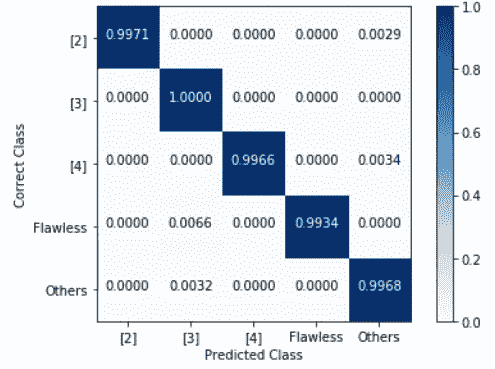 1.0
[2] 0.9971 0.0000 0.0000 0.0000 0.0029
0.8
[3] 0.0000 1.0000 0.0000 0.0000 0.0000
0.6
Correct Class
[4] 0.0000 0.0000 0.9966 0.0000 0.0034
0.4
Flawless 0.0000 0.0066 0.0000 0.9934 0.0000
0.2
Others 0.0000 0.0032 0.0000 0.0000 0.9968
0.0
[2] [3] [4] Flawless Others
Predicted Class